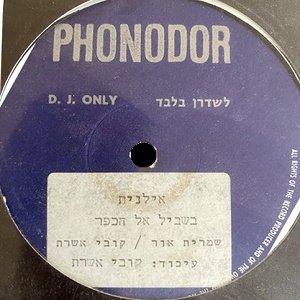 PHONODOR
D. J. ONLY לשדרן בלבד
אילנית
בשביל אל הכפר
שמרית אור / קובי אשרת
עיבוד: קובי אשרת
ALL RIGHTS OF THE RECORD PRODUCER AND OF THE